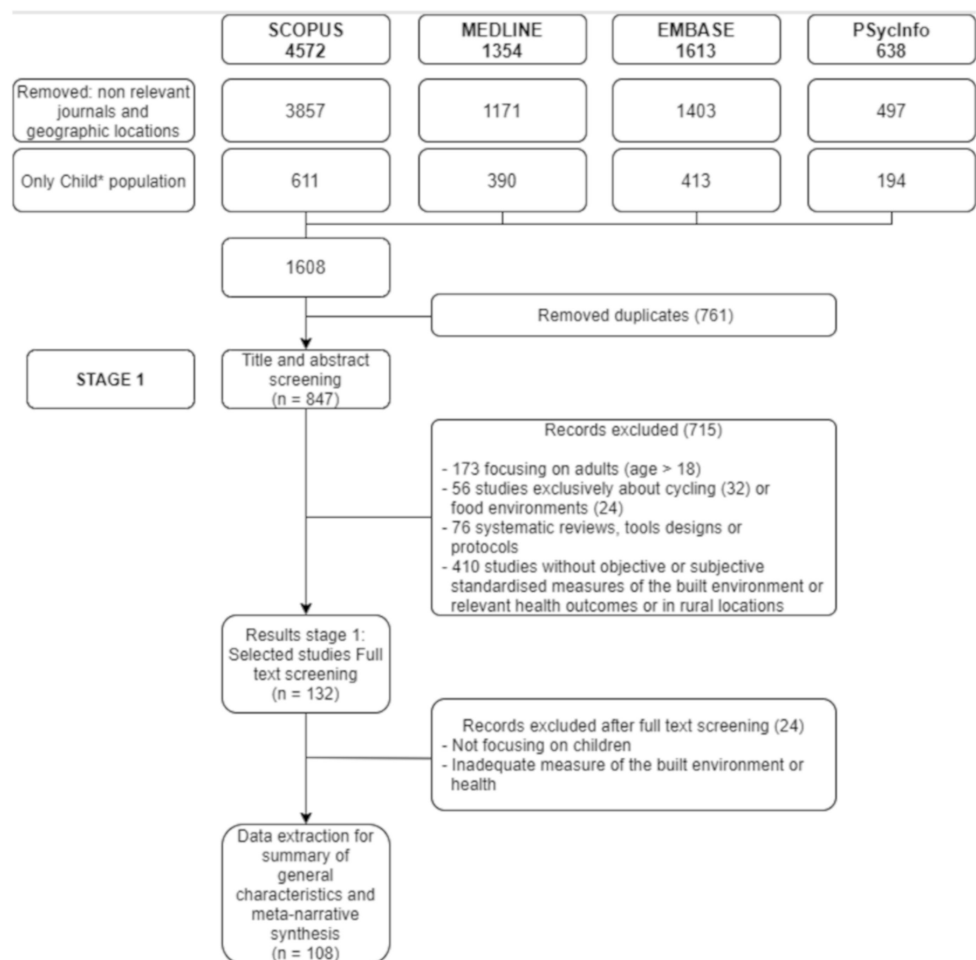 SCOPUS
4572
MEDLINE
1354
EMBASE
1613
PSycInfo
638
Removed: non relevant
journals and
geographic locations
3857
1171
1403
497
Only Child* population
611
390
413
194
1608
Removed duplicates (761)
STAGE 1
Title and abstract
screening
(n = 847)
Records excluded (715)
- 173 focusing on adults (age > 18)
- 56 studies exclusively about cycling (32) or
food environments (24)
- 76 systematic reviews, tools designs or
protocols
- 410 studies without objective or subjective
standardised measures of the built environment or
relevant health outcomes or in rural locations
Results stage 1:
Selected studies Full
text screening
(n = 132)
Records excluded after full text screening (24)
- Not focusing on children
- Inadequate measure of the built environment or
health
Data extraction for
summary of
general
characteristics and
meta-narrative
synthesis
(n = 108)